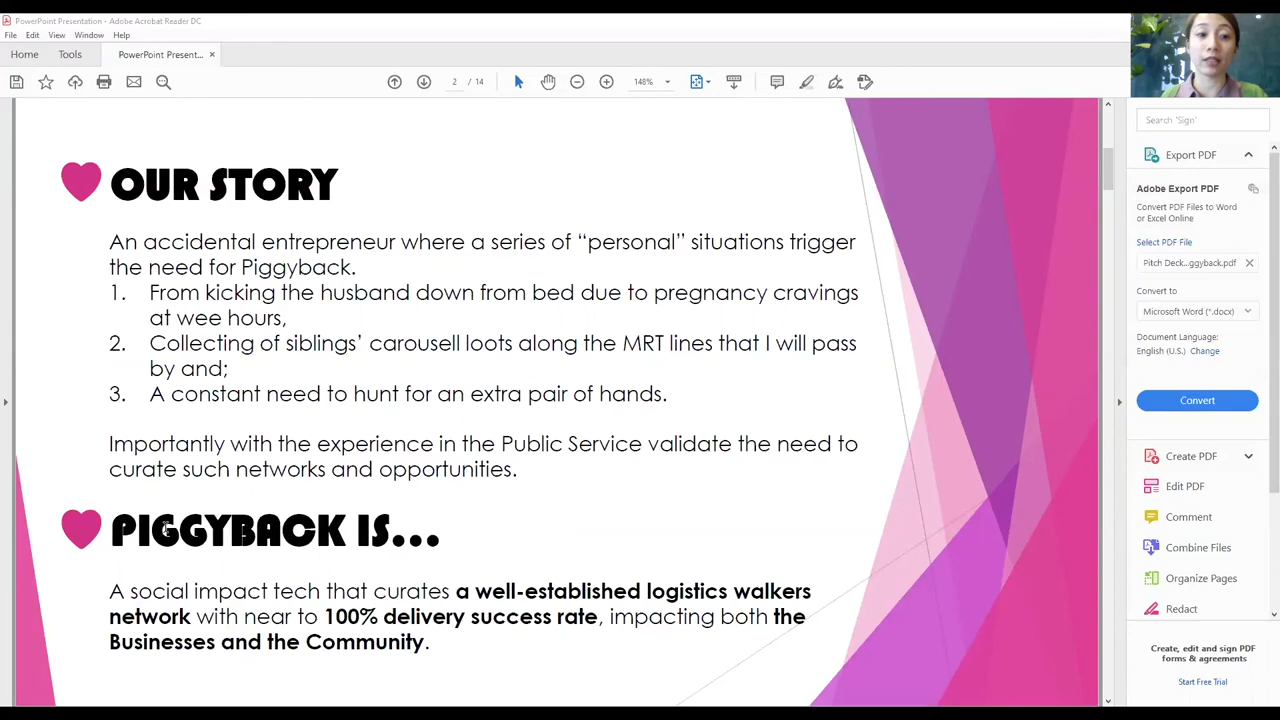 PowerPoint Presentation - Adobe Acrobat Reader DC
File Edit View Window Help
Home Tools PowerPoint Present... ×
2 / 14 148%
OUR STORY
An accidental entrepreneur where a series of “personal” situations trigger
the need for Piggyback.
1. From kicking the husband down from bed due to pregnancy cravings
at wee hours,
2. Collecting of siblings’ carousell loots along the MRT lines that I will pass
by and;
3. A constant need to hunt for an extra pair of hands.
Importantly with the experience in the Public Service validate the need to
curate such networks and opportunities.
PIGGYBACK IS...
A social impact tech that curates a well-established logistics walkers
network with near to 100% delivery success rate, impacting both the
Businesses and the Community.
Search 'Sign'
Export PDF
Adobe Export PDF
Convert PDF Files to Word
or Excel Online
Select PDF File
Pitch Deck...ggyback.pdf
Convert to
Microsoft Word (*.docx)
Document Language:
English (U.S.) Change
Convert
Create PDF
Edit PDF
Comment
Combine Files
Organize Pages
Redact
Create, edit and sign PDF
forms & agreements
Start Free Trial